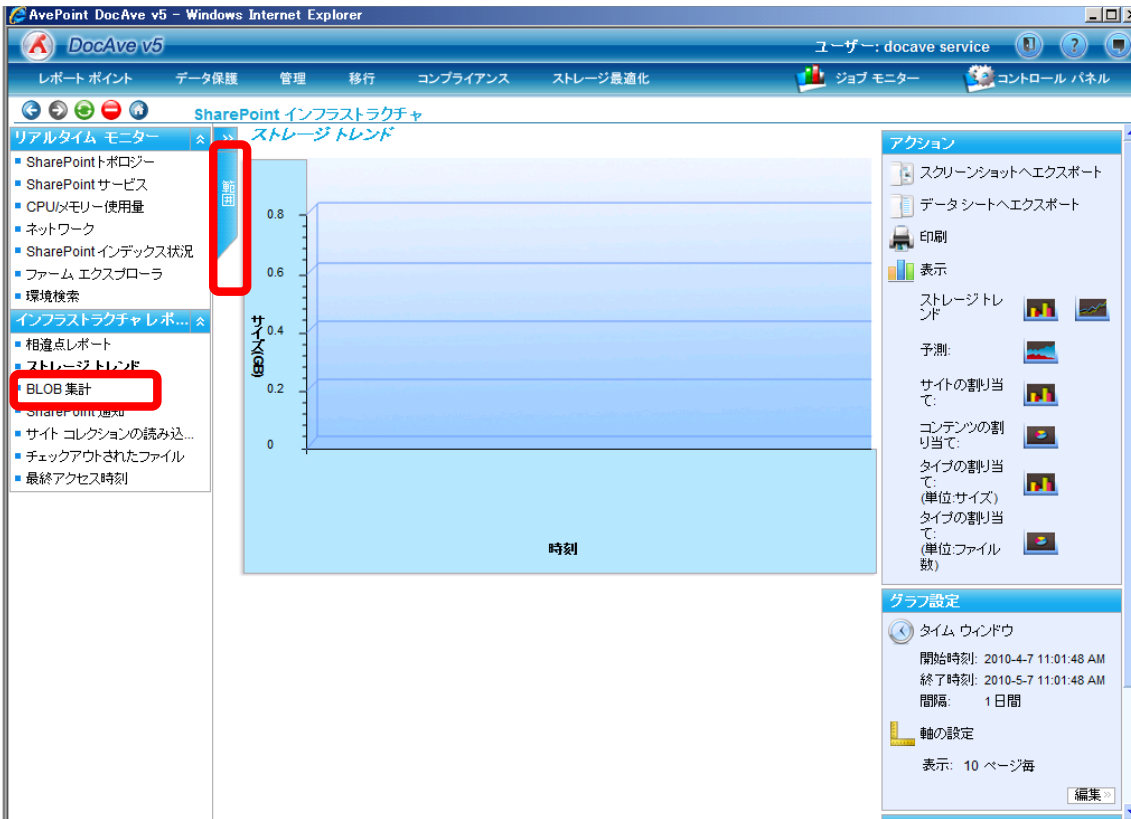 AvePoint DocAve v5 - Windows Internet Explorer
DocAve v5
ユーザー: docave service
レポート ポイント
データ保護
管理
移行
コンプライアンス
ストレージ最適化
ジョブ モニター
コントロール パネル
SharePoint インフラストラクチャ
リアルタイム モニター
SharePointトポロジー
SharePoint サービス
CPU/メモリー使用量
ネットワーク
SharePoint インデックス状況
ファーム エクスプローラ
環境検索
インフラストラクチャ レポ...
相違点レポート
ストレージ トレンド
BLOB 集計
SharePoint 通知
サイト コレクションの読み込...
チェックアウトされたファイル
最終アクセス時刻
範囲
ストレージ トレンド
0.8
0.6
0.4
0.2
0
サイズ(GB)
時刻
アクション
スクリーンショットへエクスポート
データ シートへエクスポート
印刷
表示
ストレージ トレ
ンド
予測:
サイトの割り当
て:
コンテンツの割
り当て:
タイプの割り当
て:
(単位:サイズ)
タイプの割り当
て:
(単位:ファイル
数)
グラフ設定
タイム ウィンドウ
開始時刻: 2010-4-7 11:01:48 AM
終了時刻: 2010-5-7 11:01:48 AM
間隔: 1 日間
軸の設定
表示: 10 ページ毎
編集